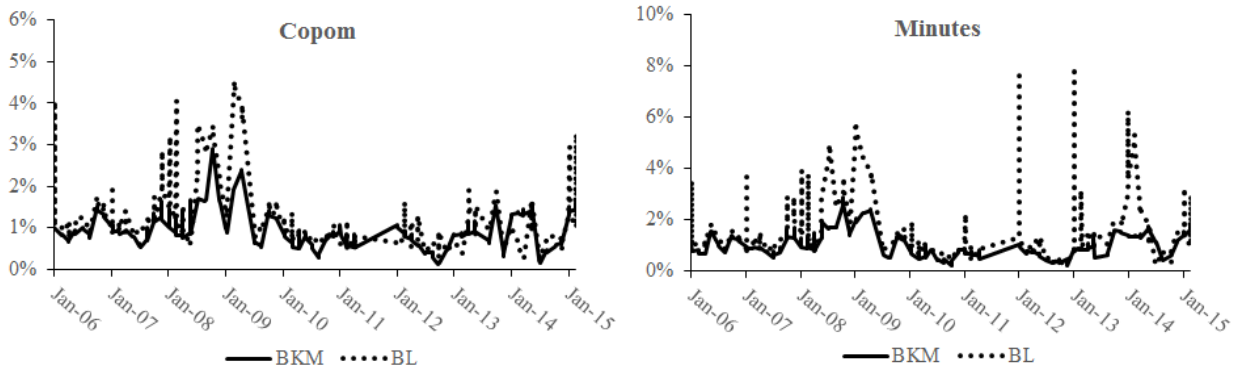 Copom
6%
5%
4%
3%
2%
1%
0%
Jan-06
Jan-07
Jan-08
Jan-09
Jan-10
Jan-11
Jan-12
Jan-13
Jan-14
Jan-15
BKM
BL
Minutes
10%
8%
6%
4%
2%
0%
Jan-06
Jan-07
Jan-08
Jan-09
Jan-10
Jan-11
Jan-12
Jan-13
Jan-14
Jan-15
BKM
BL